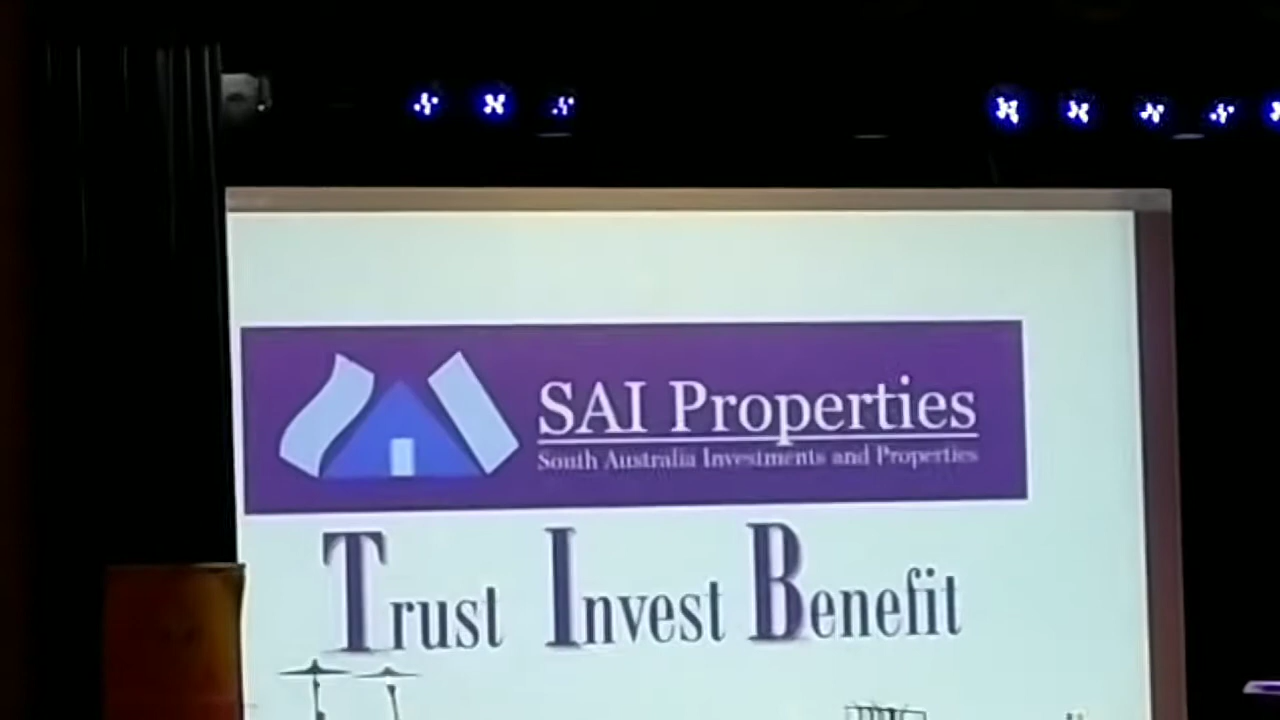 SAI Properties
South Australia Investments and Properties
Trust Invest Benefit